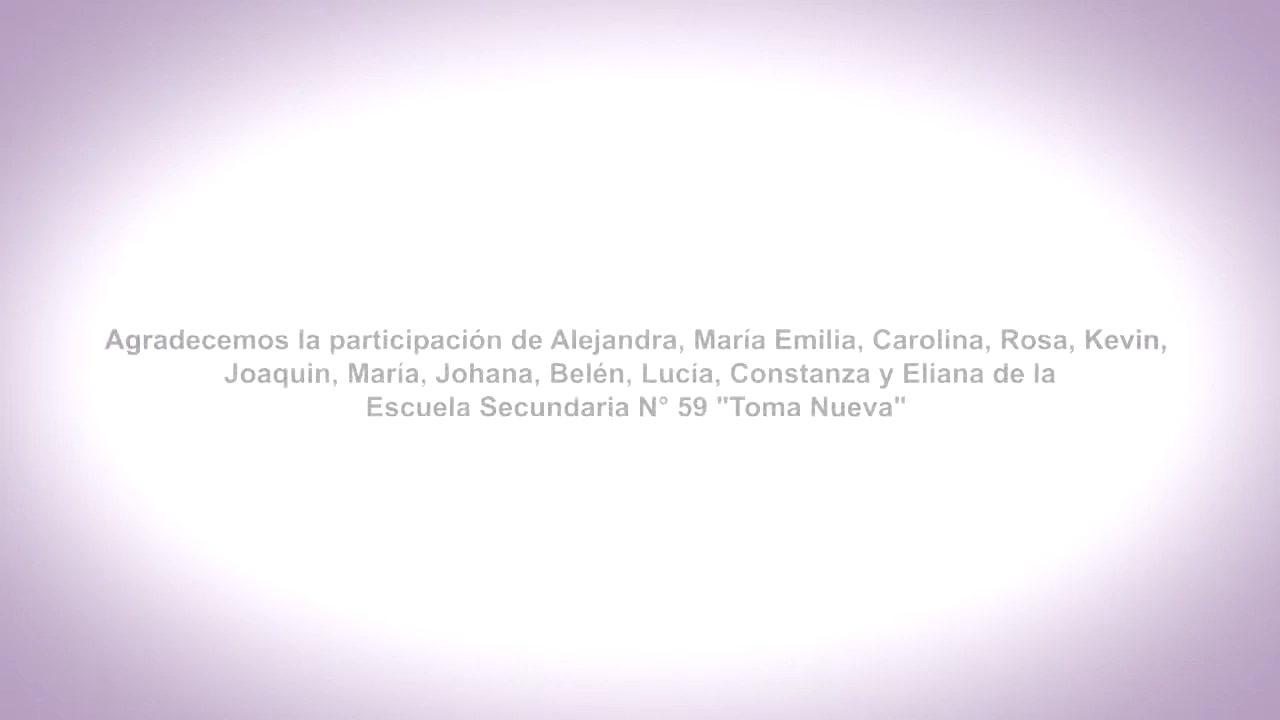 Agradecemos la participación de Alejandra, María Emilia, Carolina, Rosa, Kevin,
Joaquin, María, Johana, Belén, Lucía, Constanza y Eliana de la
Escuela Secundaria N° 59 "Toma Nueva"